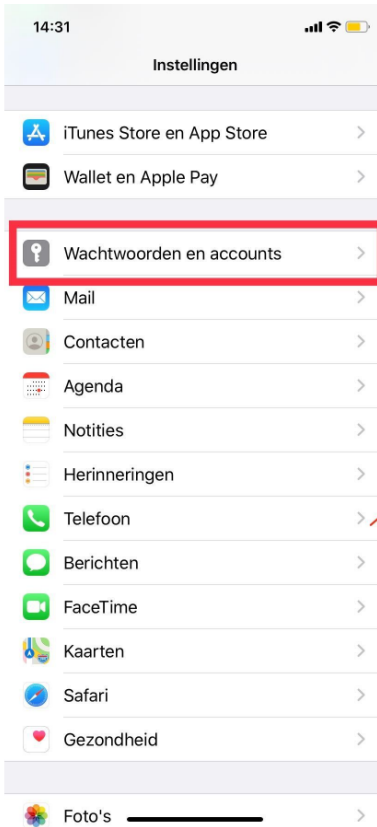 14:31
Instellingen
iTunes Store en App Store
Wallet en Apple Pay
Wachtwoorden en accounts
Mail
Contacten
Agenda
Notities
Herinneringen
Telefoon
Berichten
FaceTime
Kaarten
Safari
Gezondheid
Foto's